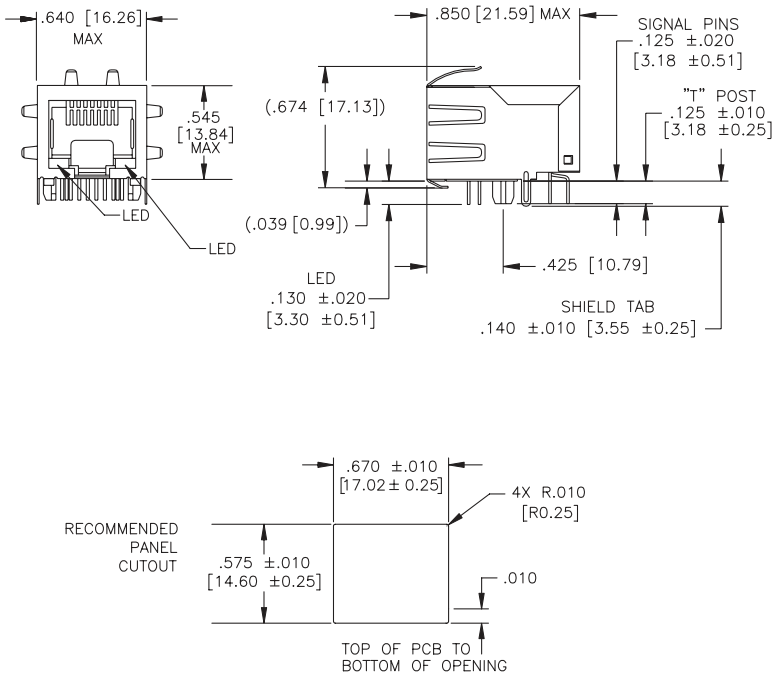 .640 [16.26]
MAX
.545
[13.84]
MAX
LED
LED
.850 [21.59] MAX
(.674 [17.13])
(.039 [0.99])
LED
.130 ±.020
[3.30 ±0.51]
.425 [10.79]
SIGNAL PINS
.125 ±.020
[3.18 ±0.51]
"T" POST
.125 ±.010
[3.18 ±0.25]
SHIELD TAB
.140 ±.010 [3.55 ±0.25]
RECOMMENDED
PANEL
CUTOUT
.670 ±.010
[17.02± 0.25]
4X R.010
[R0.25]
.575 ±.010
[14.60 ±0.25]
.010
TOP OF PCB TO
BOTTOM OF OPENING